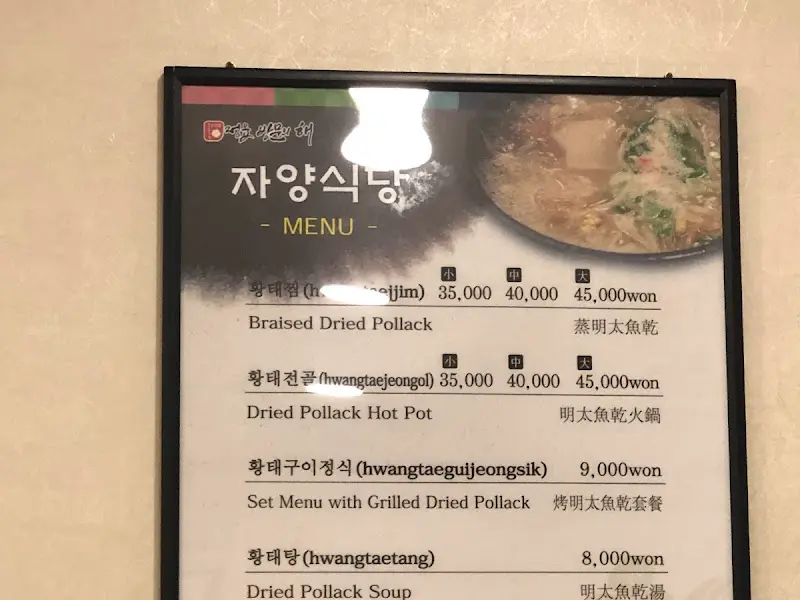 자양식당
- MENU -
小 中 大
황태찜 35,000 40,000 45,000won
Braised Dried Pollack 蒸明太魚乾
小 中 大
황태전골(hwangtaejeongol) 35,000 40,000 45,000won
Dried Pollack Hot Pot 明太魚乾火鍋
황태구이정식(hwangtaeguijeongsik) 9,000won
Set Menu with Grilled Dried Pollack 烤明太魚乾套餐
황태탕(hwangtaetang) 8,000won
Dried Pollack Soup 明太魚乾湯